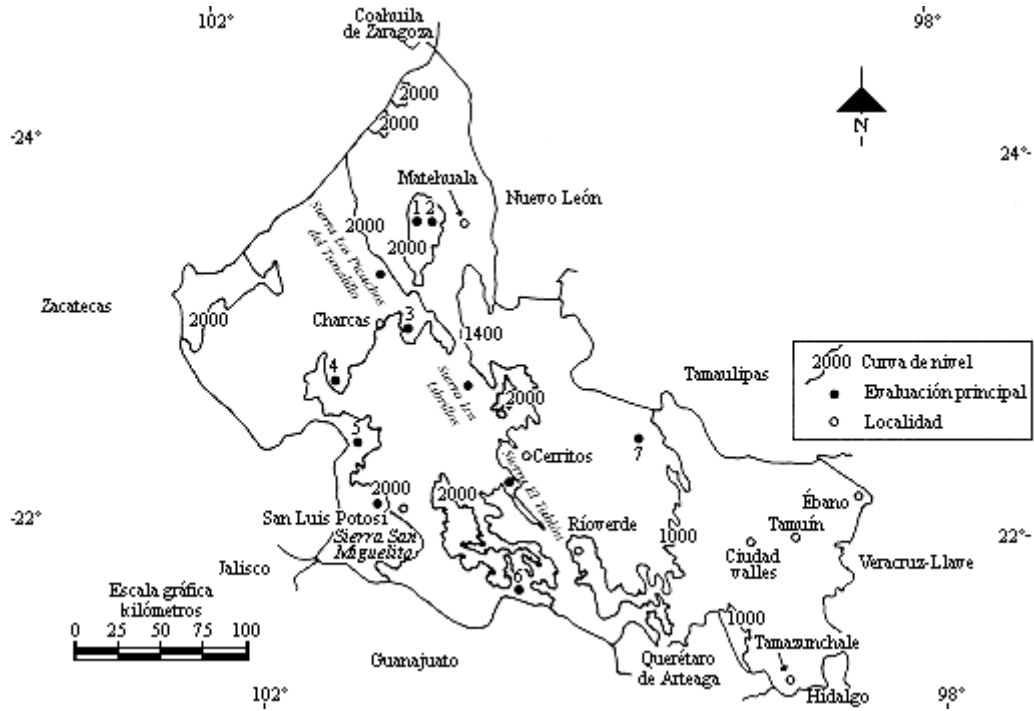 102°
Coahuila
de Zaragoza
98°
2000
2000
-24°
24°-
N
Matehuala
Nuevo León
1 2
2000
2000
Sierra Los Picachos
del Tunalillo
Zacatecas
2000
Charcas
3
1400
4
Sierra Los
Librillos
2000
Tamaulipas
2000 Curva de nivel
Evaluación principal
Localidad
5
Cerritos
7
2000
2000
Sierra El Tablón
Ébano
-22°
San Luis Potosí
Sierra San
Miguelita
Ríoverde
1000
Tamuín
22°-
Ciudad
valles
Veracruz-Llave
Jalisco
6
Escala gráfica
kilómetros
0 25 50 75 100
1000
Tamazunchale
Guanajuato
Querétaro
de Arteaga
Hidalgo
102°
98°